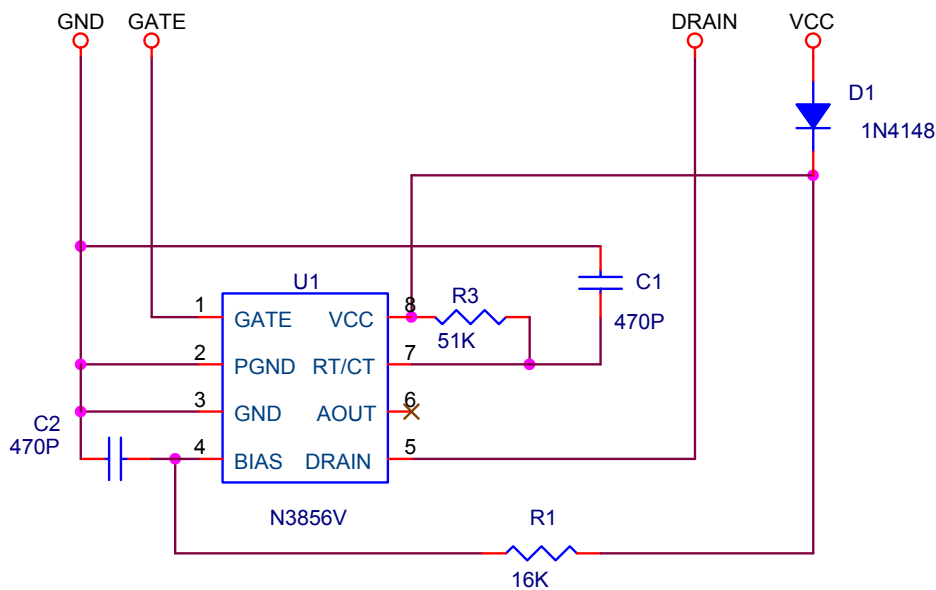 GND
GATE
DRAIN
VCC
D1
1N4148
U1
C1
470P
R3
51K
1
GATE
VCC
8
2
PGND
RT/CT
7
3
GND
AOUT
6
4
BIAS
DRAIN
5
C2
470P
N3856V
R1
16K